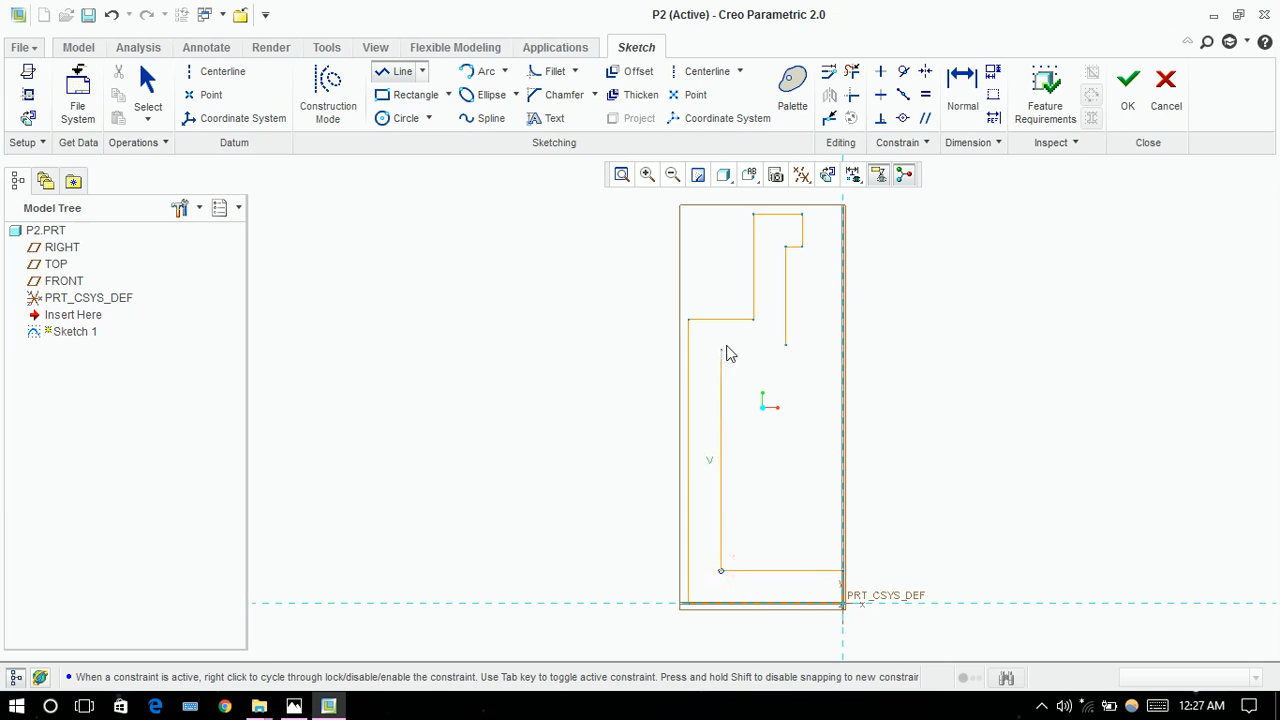 P2 (Active) - Creo Parametric 2.0
File Model Analysis Annotate Render Tools View Flexible Modeling Applications Sketch
Centerline Line Arc Fillet Offset Centerline
Point Rectangle Ellipse Chamfer Thicken Point
Coordinate System Circle Spline Text Project Coordinate System
File System
Select
Construction Mode
Palette
Normal
Feature Requirements
OK
Cancel
Setup Get Data Operations Datum Sketching Editing Constrain Dimension Inspect Close
Model Tree
P2.PRT
RIGHT
TOP
FRONT
PRT_CSYS_DEF
Insert Here
Sketch 1
V
y
PRT_CSYS_DEF
x
When a constraint is active, right click to cycle through lock/disable/enable the constraint. Use Tab key to toggle active constraint. Press and hold Shift to disable snapping to new constrain
12:27 AM